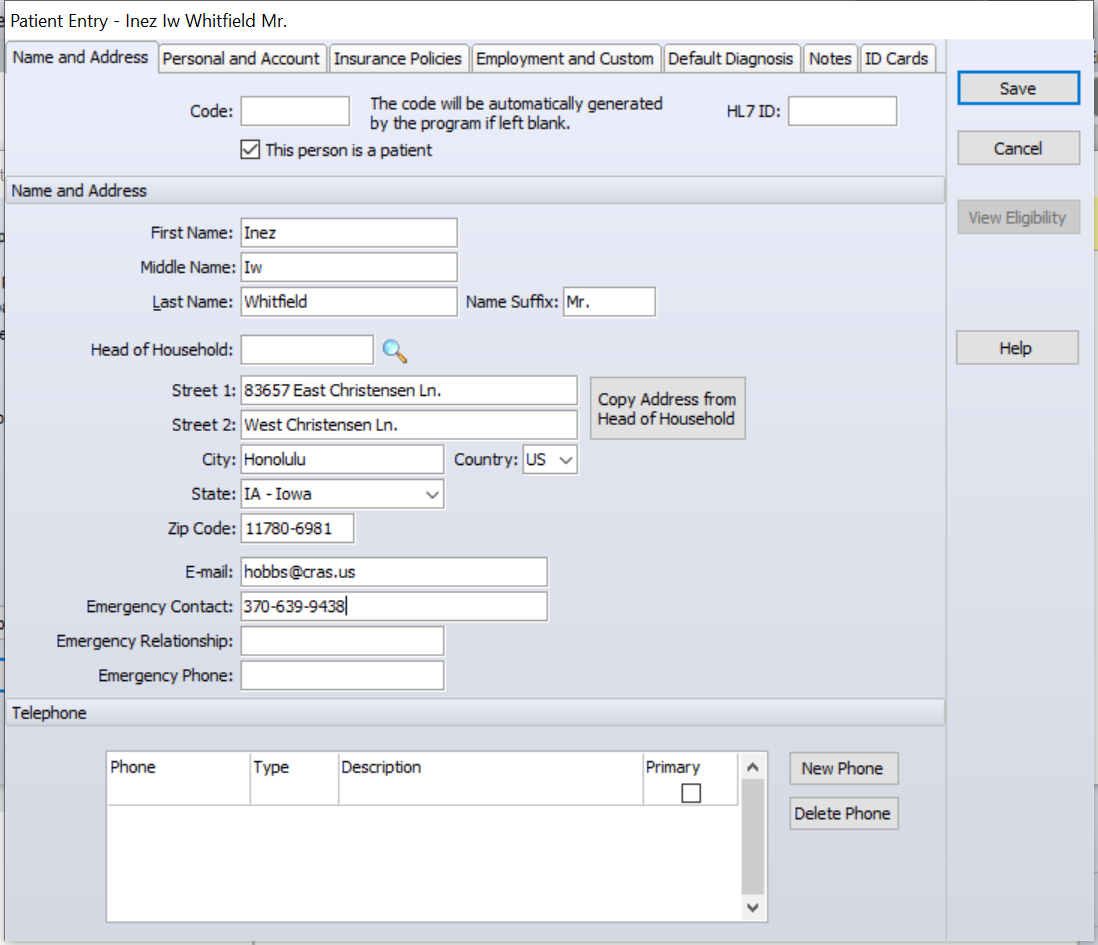 Patient Entry - Inez Iw Whitfield Mr.
Name and Address Personal and Account Insurance Policies Employment and Custom Default Diagnosis Notes ID Cards
Save
Code: The code will be automatically generated
by the program if left blank. HL7 ID:
This person is a patient
Cancel
Name and Address
View Eligibility
First Name: Inez
Middle Name: Iw
Last Name: Whitfield Name Suffix: Mr.
Head of Household:
Help
Street 1: 83657 East Christensen Ln.
Copy Address from
Head of Household
Street 2: West Christensen Ln.
City: Honolulu Country: US
State: IA - Iowa
Zip Code: 11780-6981
E-mail: hobbs@cras.us
Emergency Contact: 370-639-9438
Emergency Relationship:
Emergency Phone:
Telephone
Phone Type Description Primary
New Phone
Delete Phone